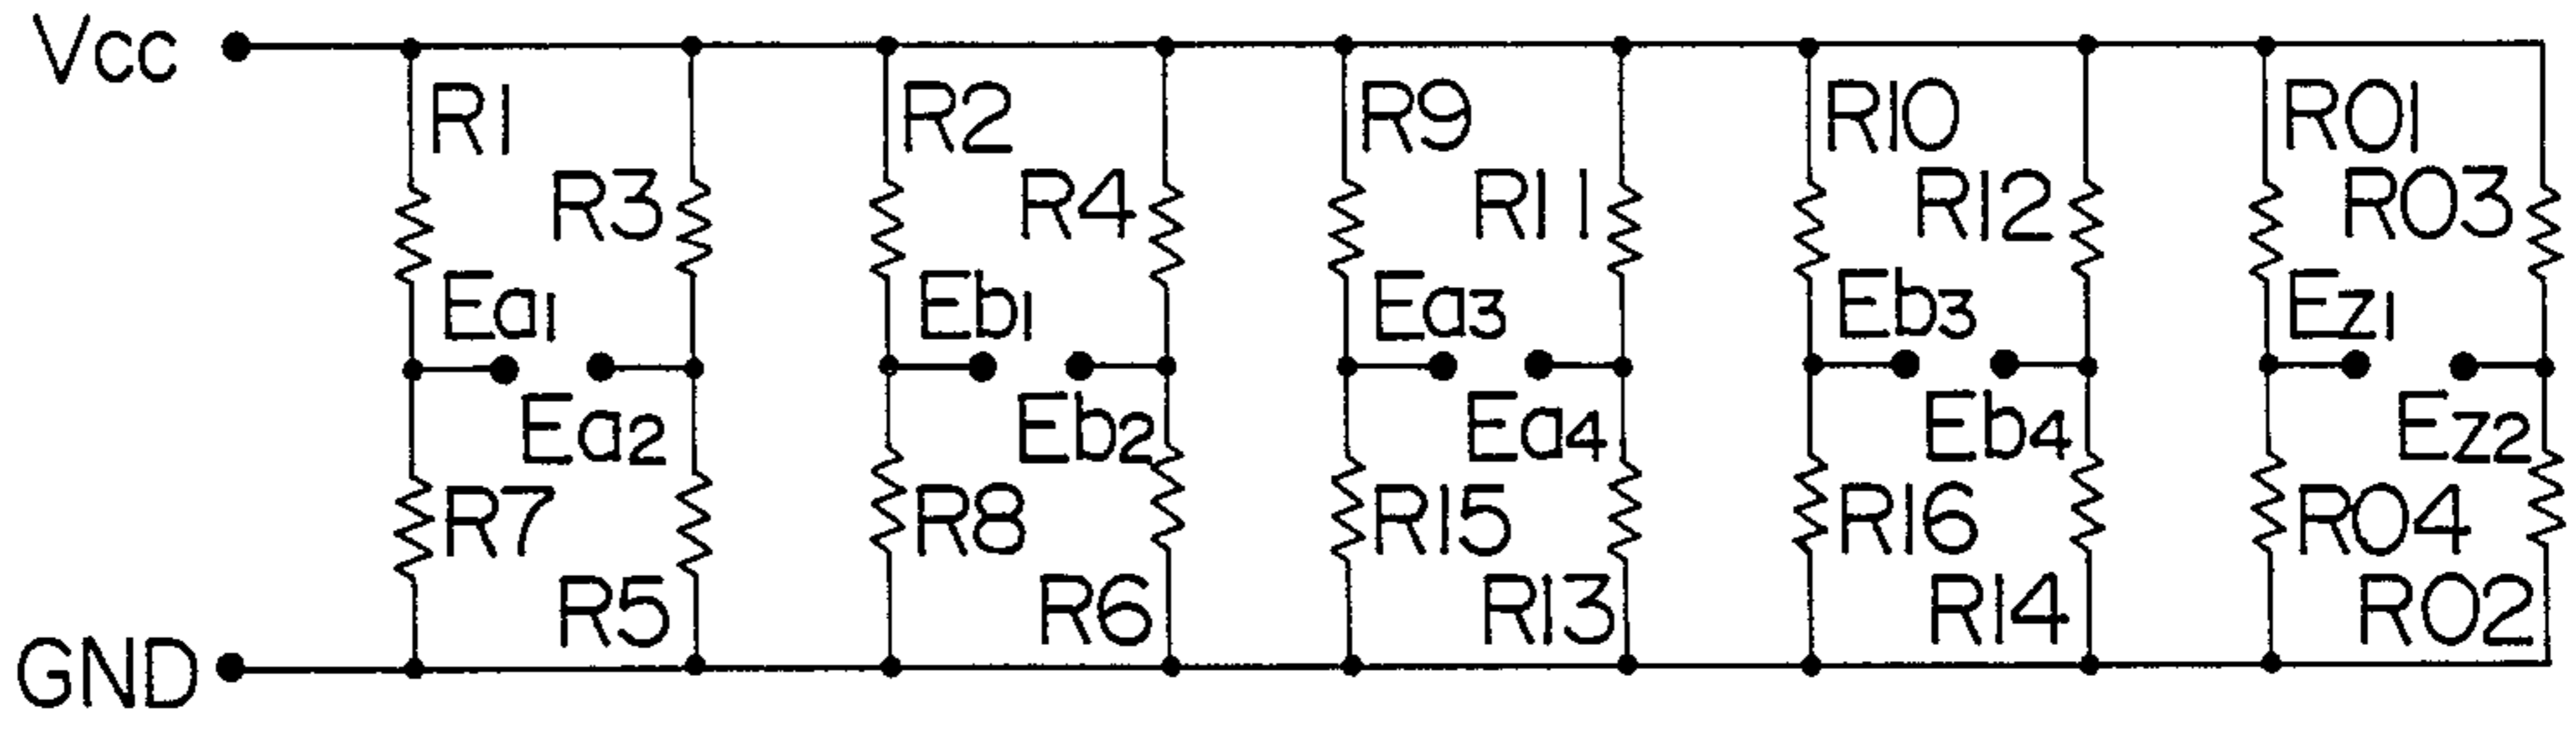 Vcc
R1 R2 R9 R10 R01
R3 R4 R11 R12 R03
Ea1 Eb1 Ea3 Eb3 Ez1
Ea2 Eb2 Ea4 Eb4 Ez2
R7 R8 R15 R16 R04
R5 R6 R13 R14 R02
GND